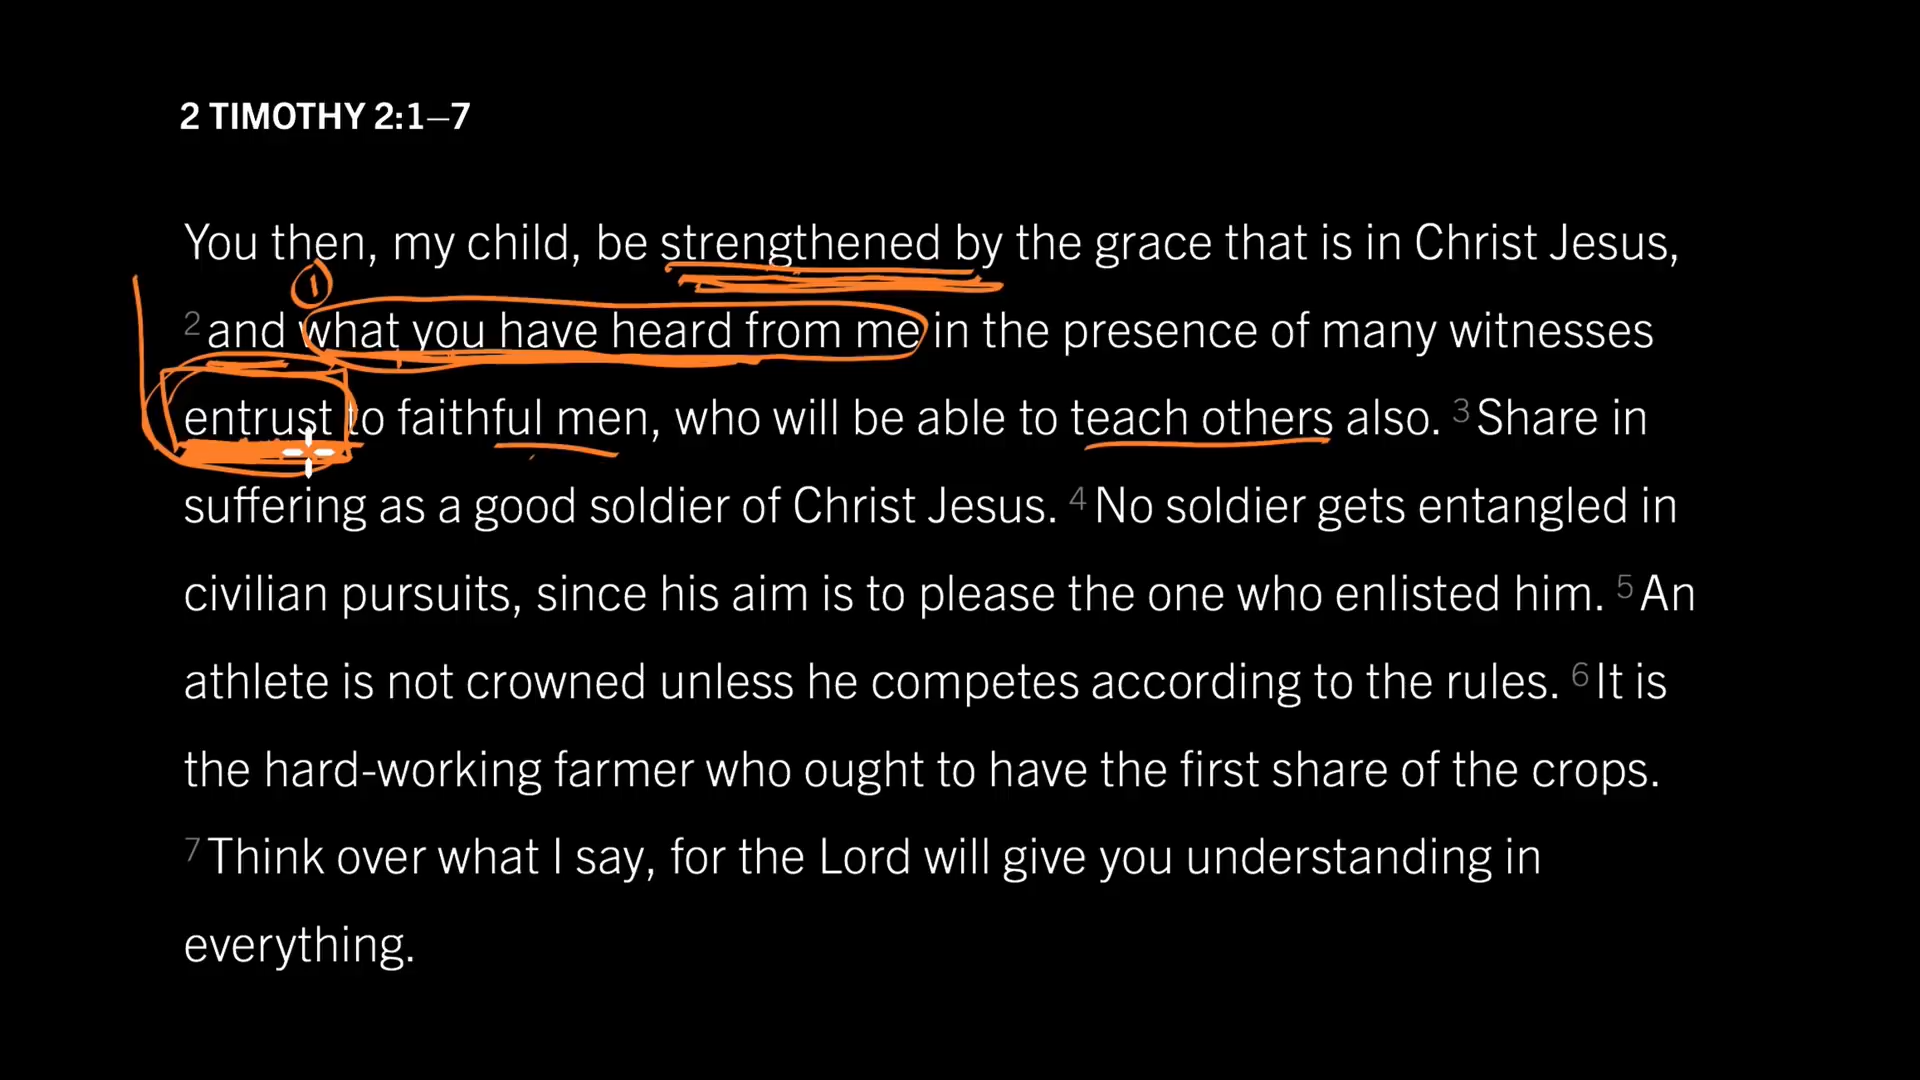 2 TIMOTHY 2:1–7
You then, my child, be strengthened by the grace that is in Christ Jesus,
1
2 and what you have heard from me in the presence of many witnesses
entrust to faithful men, who will be able to teach others also. 3 Share in
suffering as a good soldier of Christ Jesus. 4 No soldier gets entangled in
civilian pursuits, since his aim is to please the one who enlisted him. 5 An
athlete is not crowned unless he competes according to the rules. 6 It is
the hard-working farmer who ought to have the first share of the crops.
7 Think over what I say, for the Lord will give you understanding in
everything.